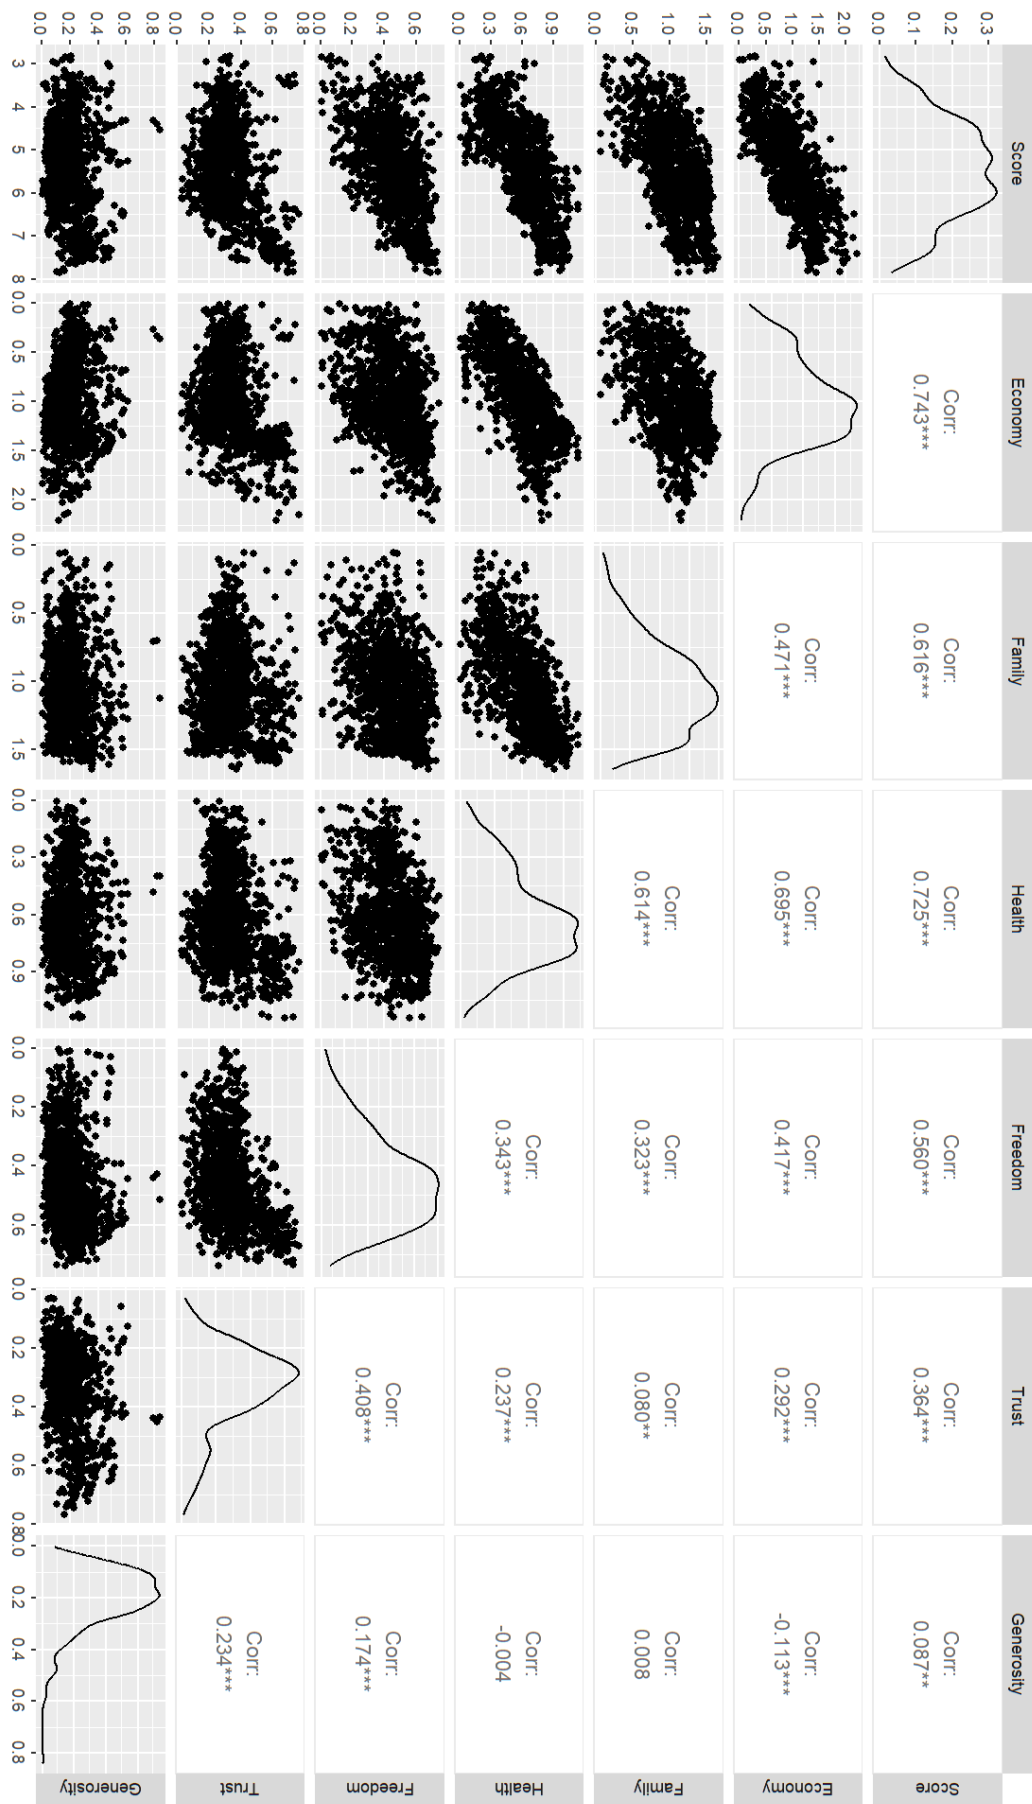 Score
Economy
Family
Health
Freedom
Trust
Generosity
0.3
0.2
0.1
0.0
Corr:
0.743***
Corr:
0.616***
Corr:
0.725***
Corr:
0.560***
Corr:
0.364***
Corr:
0.087**
Score
2.0
1.5
1.0
0.5
0.0
Corr:
0.471***
Corr:
0.695***
Corr:
0.417***
Corr:
0.292***
Corr:
-0.113***
Economy
1.5
1.0
0.5
0.0
Corr:
0.614***
Corr:
0.323***
Corr:
0.080**
Corr:
0.008
Family
0.9
0.6
0.3
0.0
Corr:
0.343***
Corr:
0.237***
Corr:
-0.004
Health
0.6
0.4
0.2
0.0
Corr:
0.408***
Corr:
0.174***
Freedom
0.8
0.6
0.4
0.2
0.0
Corr:
0.234***
Trust
0.8
0.6
0.4
0.2
0.0
Generosity
3 4 5 6 7 8
0.0 0.5 1.0 1.5 2.0
0.0 0.5 1.0 1.5
0.0 0.3 0.6 0.9
0.0 0.2 0.4 0.6
0.0 0.2 0.4 0.6 0.8
0.0 0.2 0.4 0.6 0.8